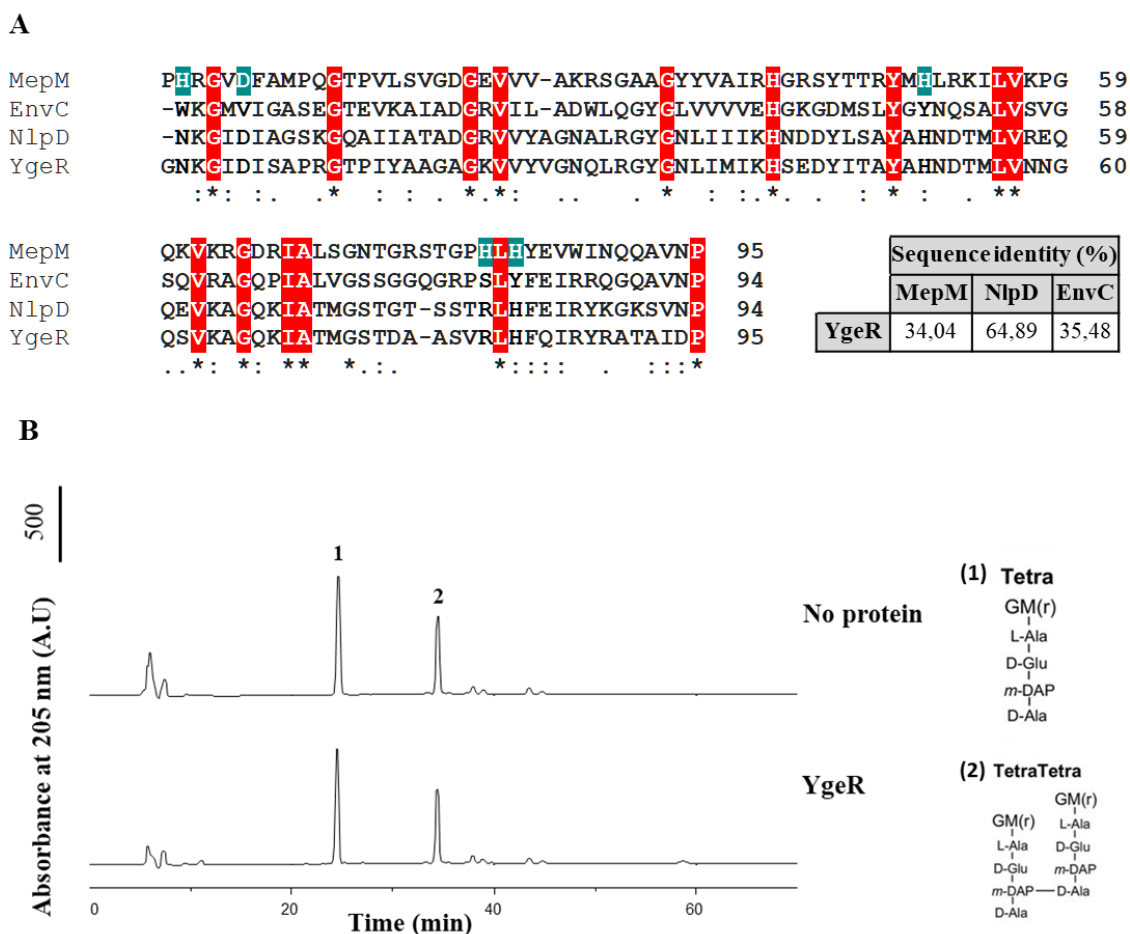 A
MepM PHRGVDFAMPQGTPVLSVGDGEVVV-AKRSGAAGYYVAIRHGRSYTTRYMHLRKILVKPG 59
EnvC -WKGMVIGASEGTEVKAIADGRVIL-ADWLQGYGLVVVVEHGKGDMSLYGYNQSALVSVG 58
NlpD -NKGIDIAGSKGQAIIATADGRVVYAGNALRGYGNLIIIKHNDDYLSAYAHNDTMLVREQ 59
YgeR GNKGIDISAPRGTPIYAAGAGKVVYVGNQLRGYGNLIMIKHSEDYITAYAHNDTMLVNNG 60
:*: :. . * : : . *:*: . . .* : :. *. . : * : . **
MepM QKVKRGDRIALSGNTGRSTGPHLHYEVWINQQAVNP 95
EnvC SQVRAGQPIALVGSSGGQGRPSLYFEIRRQGQAVNP 94
NlpD QEVKAGQKIATMGSTGT-SSTRLHFEIRYKGKSVNP 94
YgeR QSVKAGQKIATMGSTDA-ASVRLHFQIRYRATAIDP 95
..*: *: ** *.:. *:::: . :::*
Sequence identity (%)
MepM NlpD EnvC
YgeR 34,04 64,89 35,48
B
500
Absorbance at 205 nm (A.U)
1
2
No protein
YgeR
0 20 40 60
Time (min)
(1) Tetra
GM(r)
L-Ala
D-Glu
m-DAP
D-Ala
(2) TetraTetra
GM(r)
GM(r)
L-Ala
L-Ala
D-Glu
D-Glu
m-DAP
m-DAP
D-Ala
D-Ala